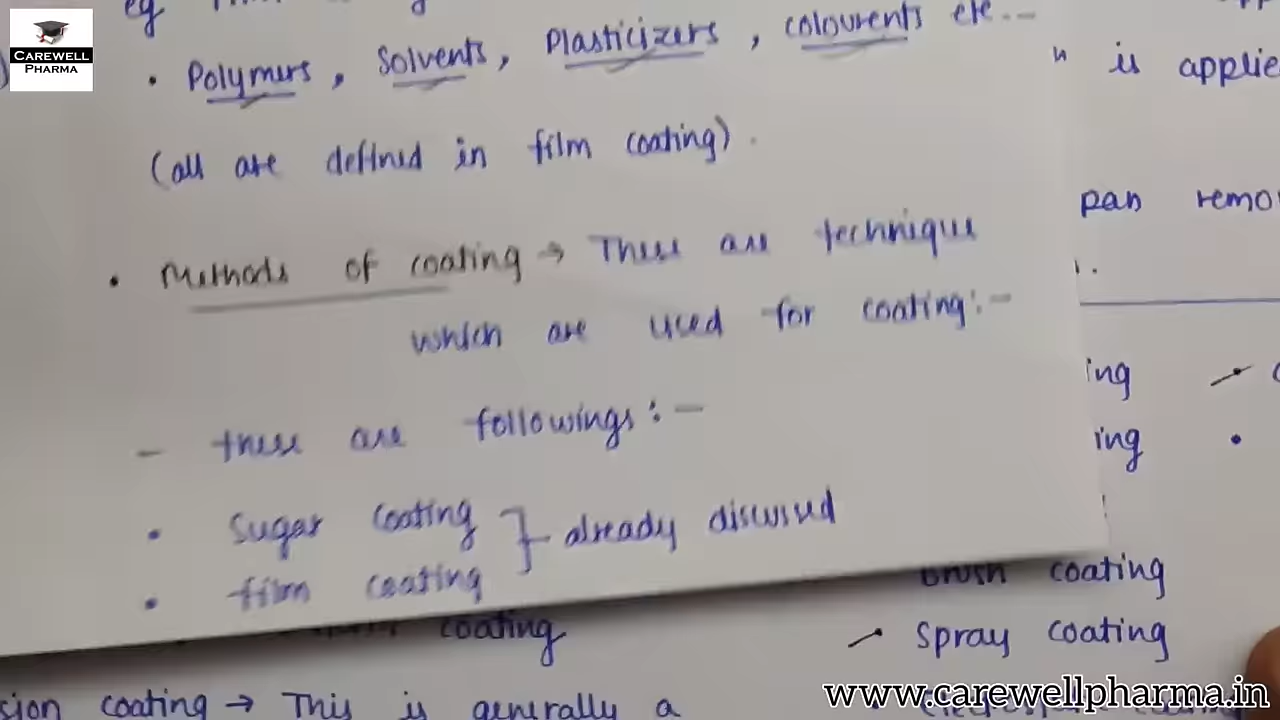 CAREWELL
PHARMA
eg
• Polymers, Solvents, Plasticizers, colourents etc...
(all are defined in film coating).
• Methods of coating → These are technique
which are used for coating:-
- these are followings:-
• Sugar coating } already discussed
• film coating
coating
sion coating → This is generally a
is applie
pan remo
ing
ing
brush coating
Spray coating
www.carewellpharma.in